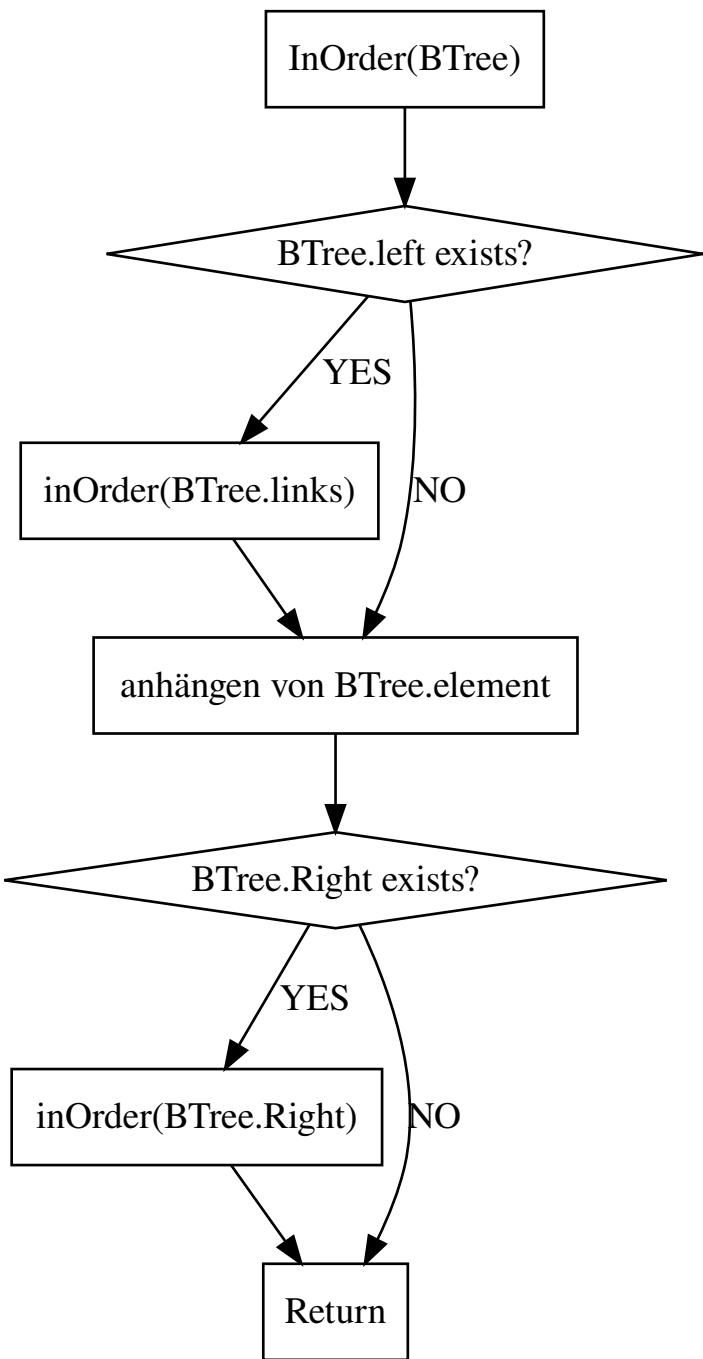 InOrder(BTree)
BTree.left exists?
YES
inOrder(BTree.links)
NO
anhängen von BTree.element
BTree.Right exists?
YES
inOrder(BTree.Right)
NO
Return